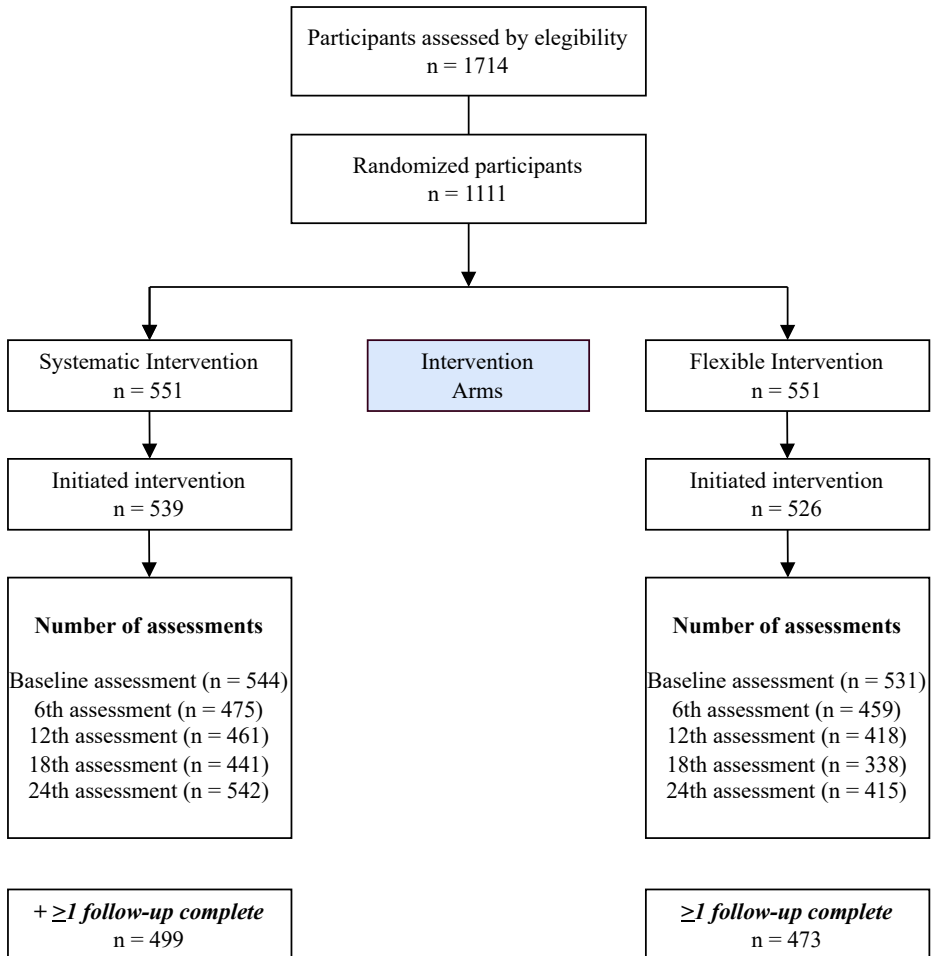 Participants assessed by elegibility
n = 1714
Randomized participants
n = 1111
Systematic Intervention
n = 551
Intervention
Arms
Flexible Intervention
n = 551
Initiated intervention
n = 539
Initiated intervention
n = 526
Number of assessments
Baseline assessment (n = 544)
6th assessment (n = 475)
12th assessment (n = 461)
18th assessment (n = 441)
24th assessment (n = 542)
Number of assessments
Baseline assessment (n = 531)
6th assessment (n = 459)
12th assessment (n = 418)
18th assessment (n = 338)
24th assessment (n = 415)
+ ≥1 follow-up complete
n = 499
≥1 follow-up complete
n = 473